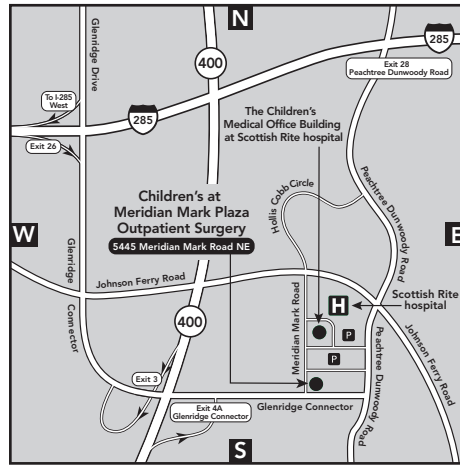 N
Glenridge Drive
400
285
Exit 28
Peachtree Dunwoody Road
To I-285
West
285
Exit 26
The Children's
Medical Office Building
at Scottish Rite hospital
Hollis Cobb Circle
Peachtree Dunwoody Road
Children's at
Meridian Mark Plaza
Outpatient Surgery
5445 Meridian Mark Road NE
W
E
Glenridge
Connector
Johnson Ferry Road
Meridian Mark Road
H
Scottish Rite
hospital
400
P
P
Johnson Ferry
Road
Peachtree Dunwoody
Road
Exit 3
Exit 4A
Glenridge Connector
Glenridge Connector
S